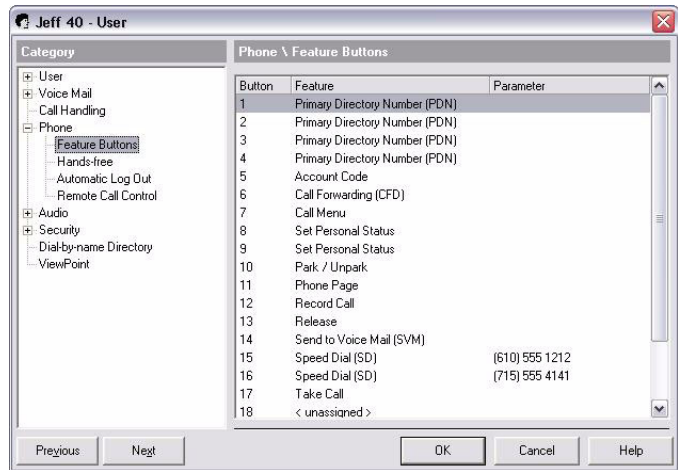 Jeff 40 - User
Category
Phone \ Feature Buttons
User
Voice Mail
Call Handling
Phone
Feature Buttons
Hands-free
Automatic Log Out
Remote Call Control
Audio
Security
Dial-by-name Directory
ViewPoint
Button Feature Parameter
1 Primary Directory Number (PDN)
2 Primary Directory Number (PDN)
3 Primary Directory Number (PDN)
4 Primary Directory Number (PDN)
5 Account Code
6 Call Forwarding (CFD)
7 Call Menu
8 Set Personal Status
9 Set Personal Status
10 Park / Unpark
11 Phone Page
12 Record Call
13 Release
14 Send to Voice Mail (SVM)
15 Speed Dial (SD) (610) 555 1212
16 Speed Dial (SD) (715) 555 4141
17 Take Call
18 < unassigned >
Previous Next OK Cancel Help